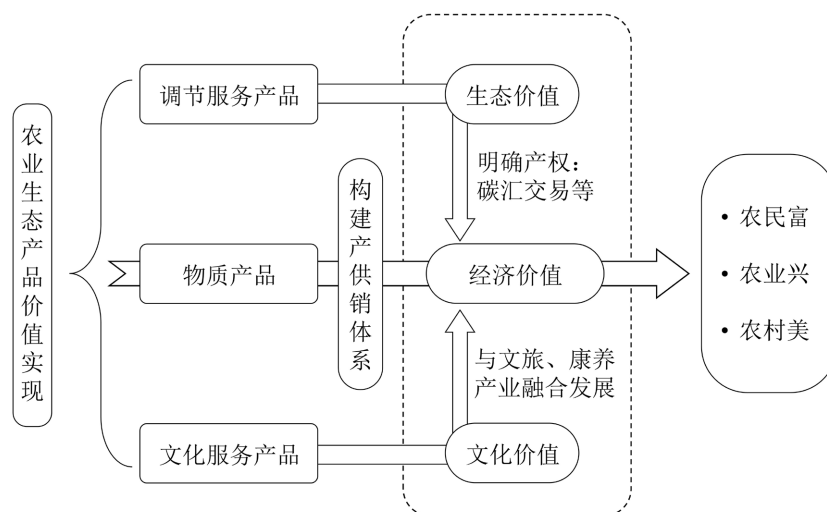 农业生态产品价值实现
调节服务产品
生态价值
明确产权：
碳汇交易等
物质产品
构建产供销体系
经济价值
与文旅、康养
产业融合发展
文化服务产品
文化价值
• 农民富
• 农业兴
• 农村美